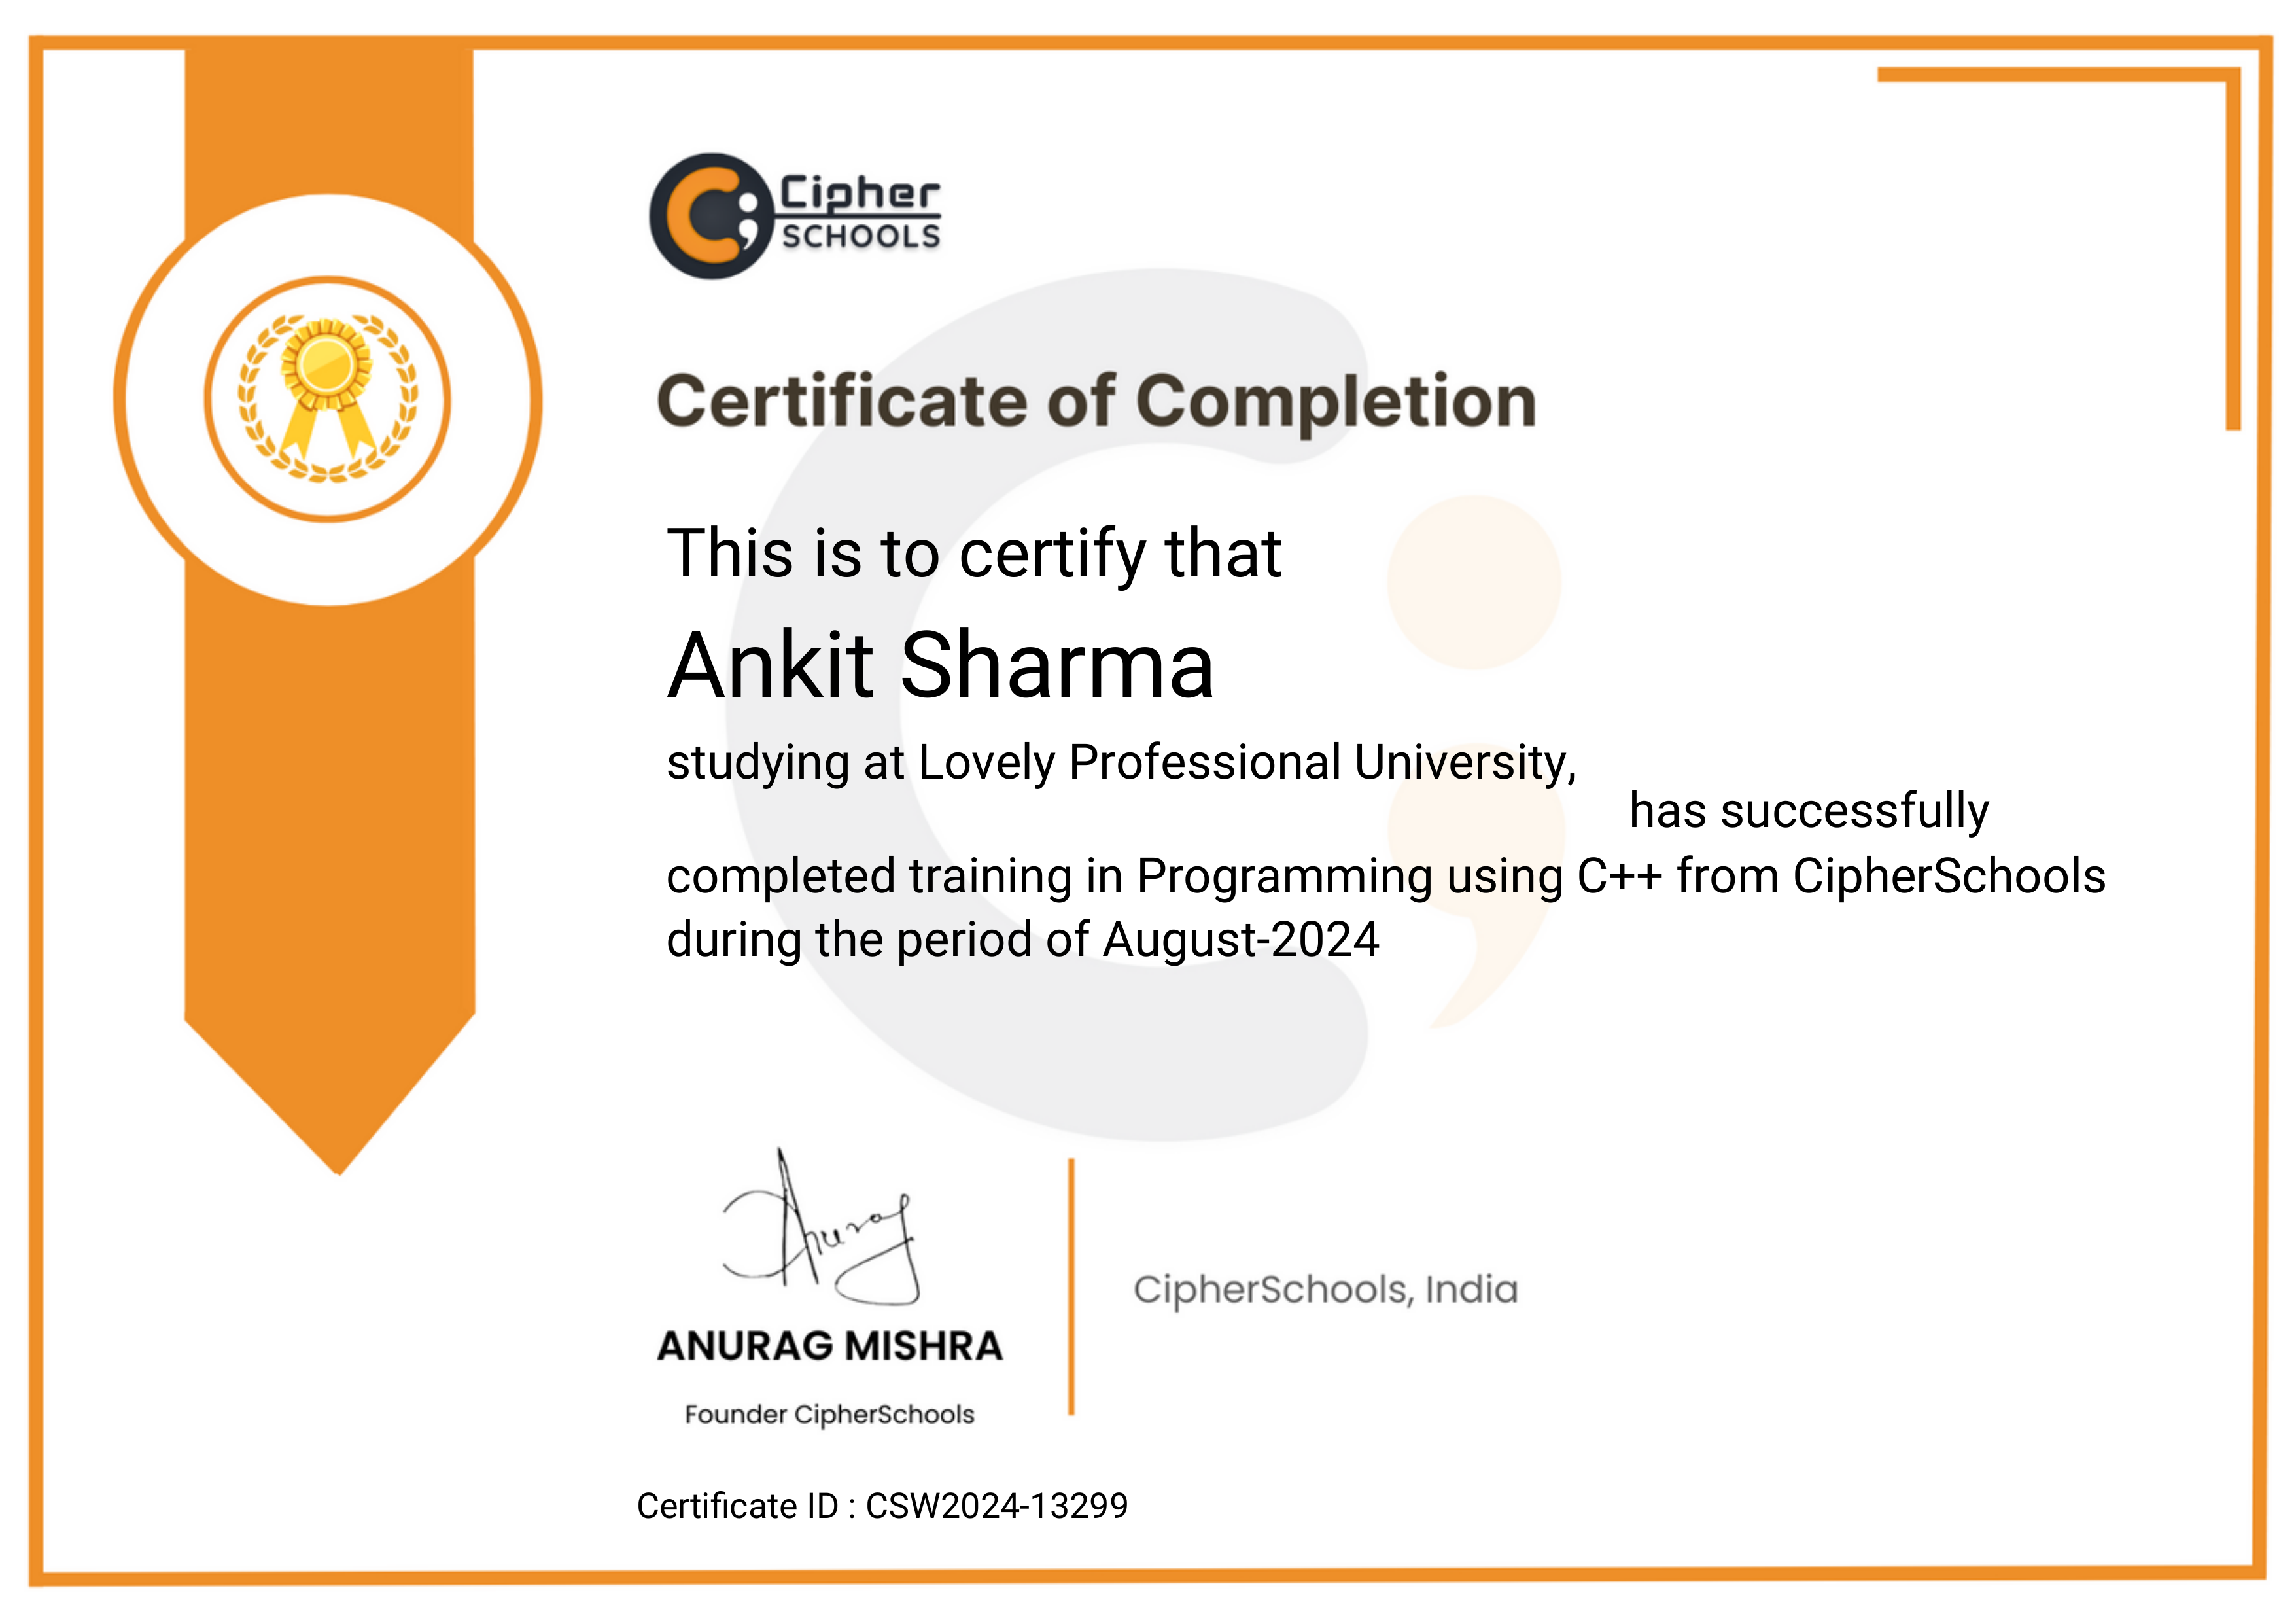 Cipher
SCHOOLS
Certificate of Completion
This is to certify that
Ankit Sharma
studying at Lovely Professional University,
has successfully
completed training in Programming using C++ from CipherSchools
during the period of August-2024
Anurag
ANURAG MISHRA
Founder CipherSchools
CipherSchools, India
Certificate ID : CSW2024-13299